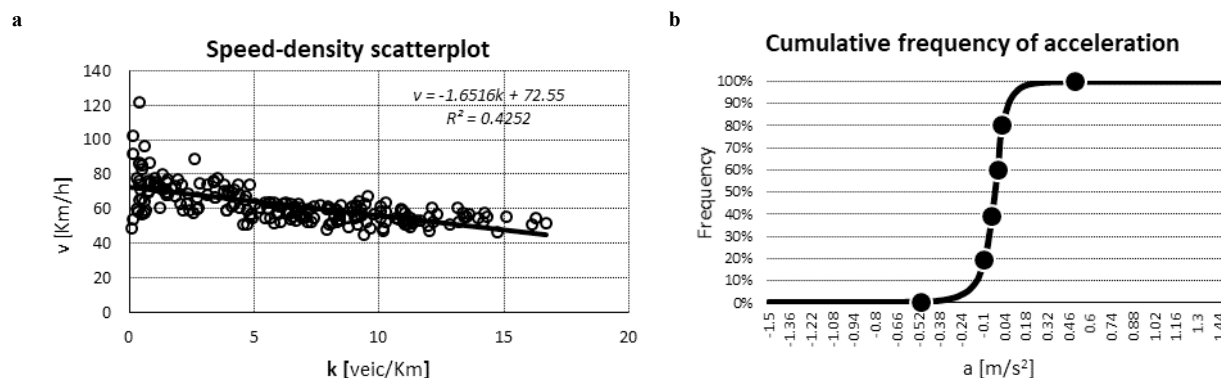 a
Speed-density scatterplot
140
120
100
80
60
40
20
0
0 5 10 15 20
v = -1.6516k + 72.55
R² = 0.4252
v [Km/h]
k [veic/Km]
b
Cumulative frequency of acceleration
100%
90%
80%
70%
60%
50%
40%
30%
20%
10%
0%
Frequency
-1.5 -1.36 -1.22 -1.08 -0.94 -0.8 -0.66 -0.52 -0.38 -0.24 -0.1 0.04 0.18 0.32 0.46 0.6 0.74 0.88 1.02 1.16 1.3 1.44
a [m/s²]